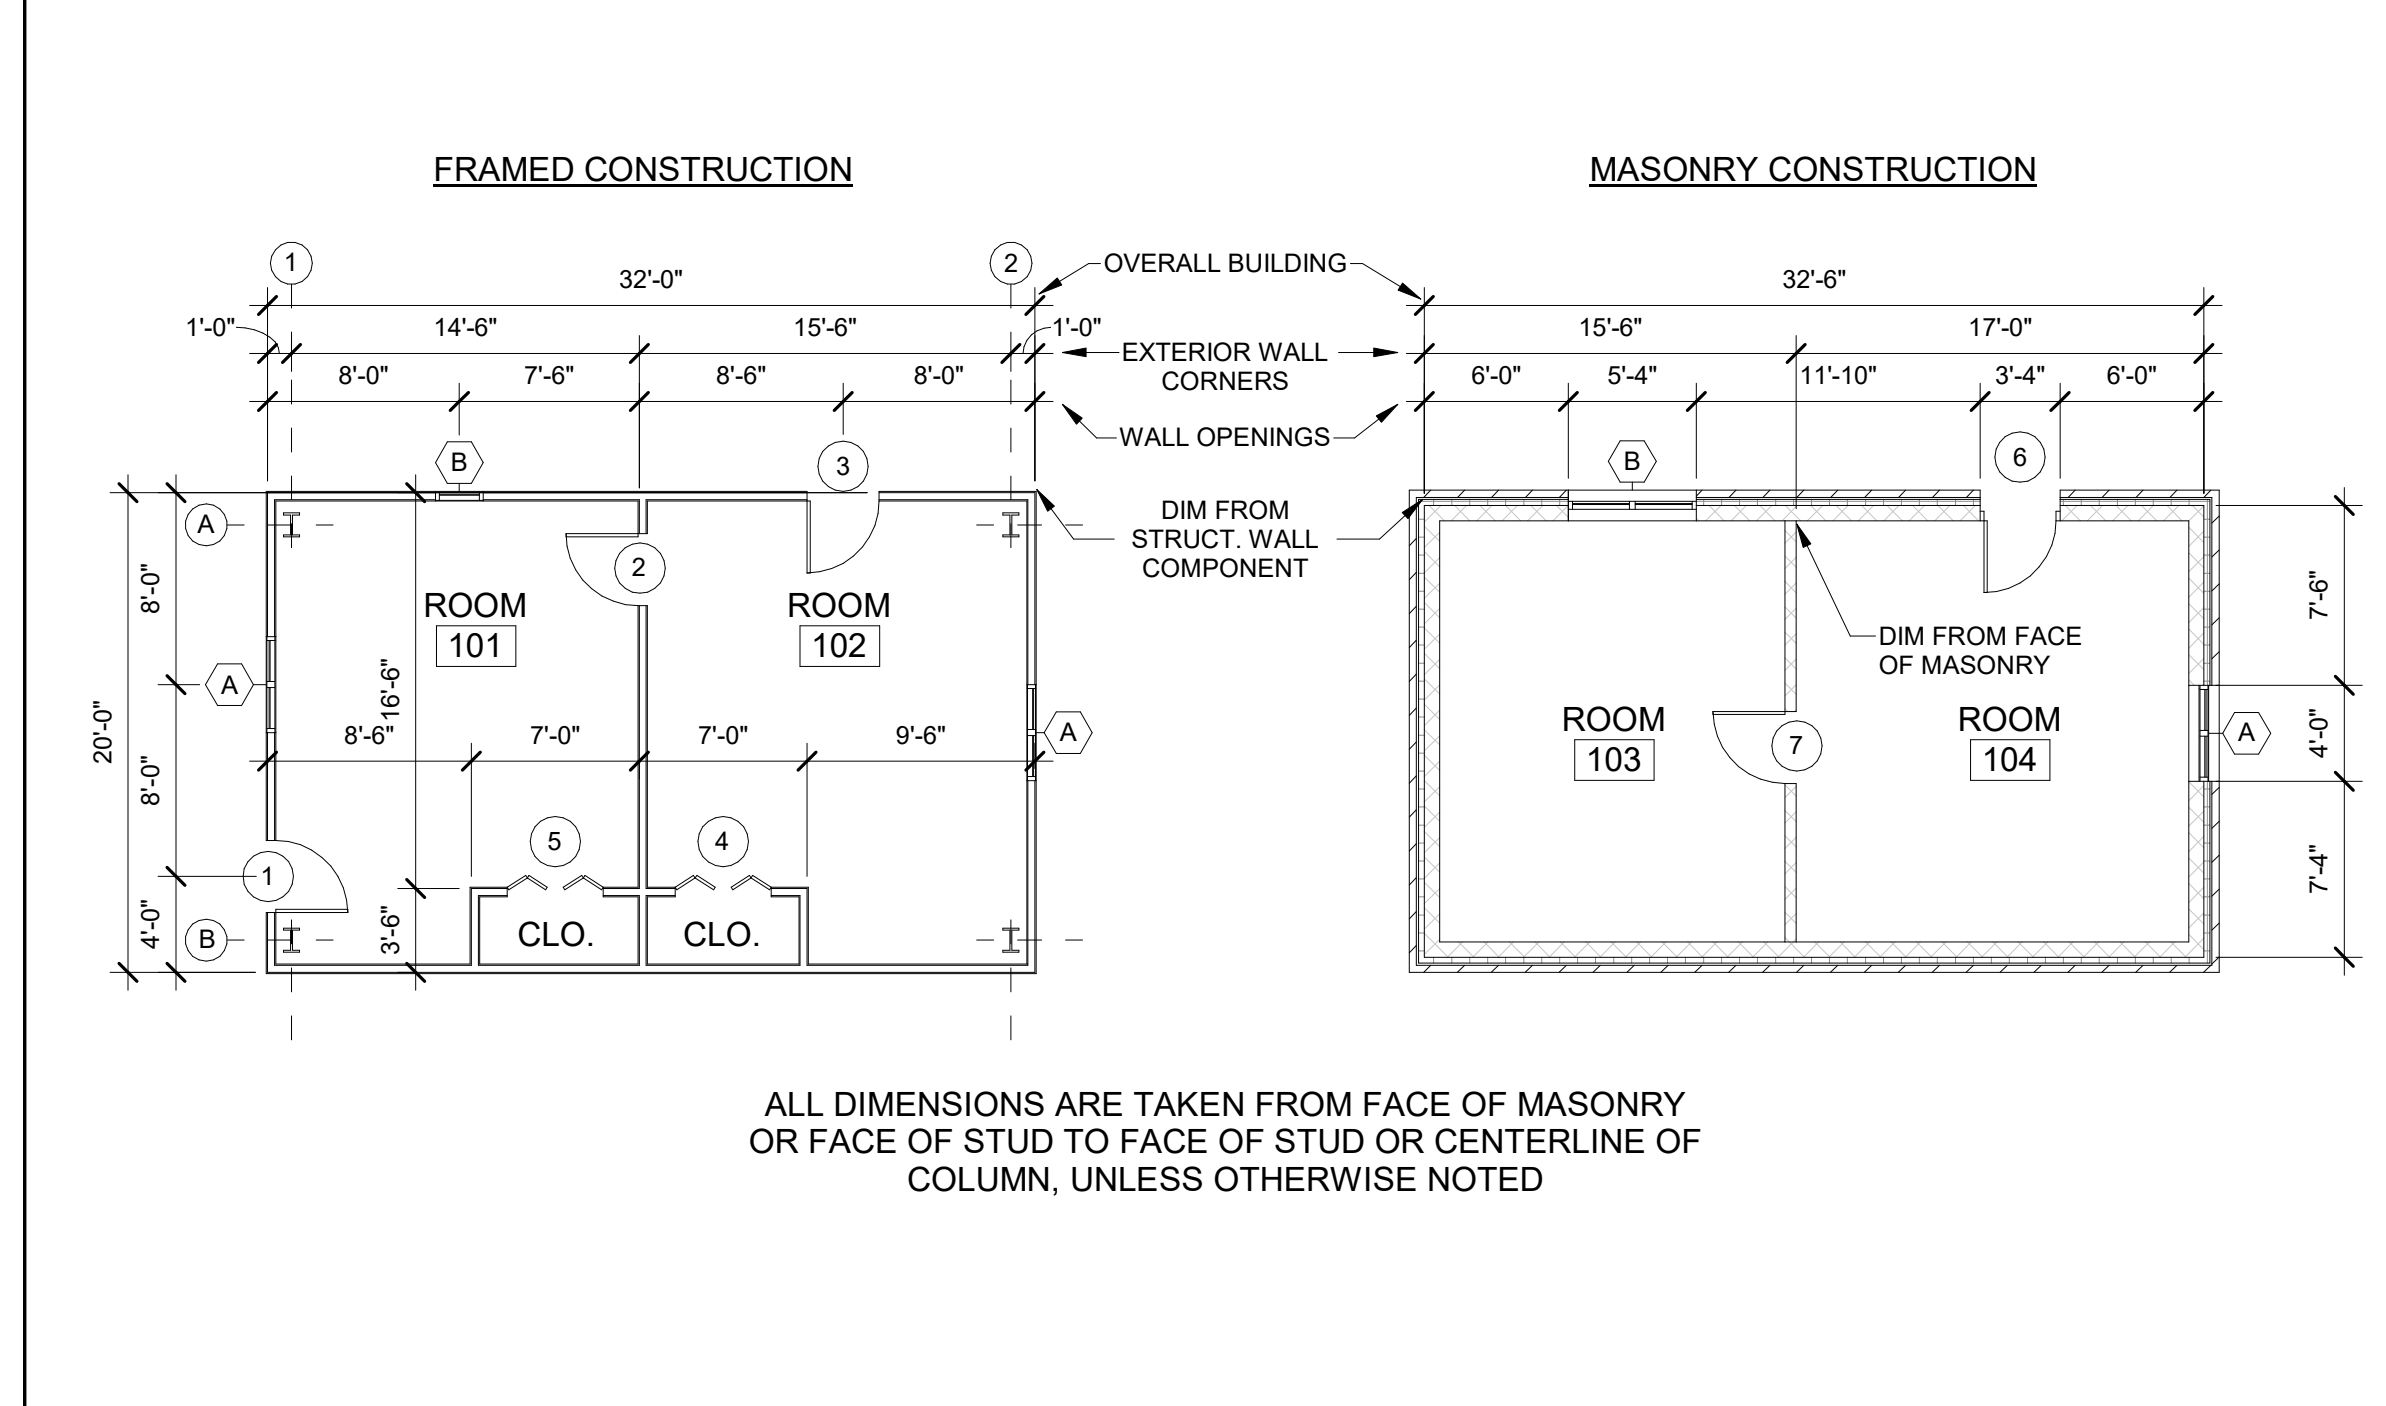 FRAMED CONSTRUCTION
MASONRY CONSTRUCTION
1
2
OVERALL BUILDING
32'-0"
32'-6"
1'-0"
14'-6"
15'-6"
1'-0"
EXTERIOR WALL
CORNERS
15'-6"
17'-0"
8'-0"
7'-6"
8'-6"
8'-0"
6'-0"
5'-4"
11'-10"
3'-4"
6'-0"
WALL OPENINGS
B
3
B
6
A
DIM FROM
STRUCT. WALL
COMPONENT
2
8'-0"
ROOM
101
ROOM
102
7'-6"
DIM FROM FACE
OF MASONRY
A
16'-6"
20'-0"
8'-6"
7'-0"
7'-0"
9'-6"
A
ROOM
103
7
ROOM
104
A
4'-0"
8'-0"
5
4
1
7'-4"
4'-0"
B
3'-6"
CLO.
CLO.
ALL DIMENSIONS ARE TAKEN FROM FACE OF MASONRY
OR FACE OF STUD TO FACE OF STUD OR CENTERLINE OF
COLUMN, UNLESS OTHERWISE NOTED